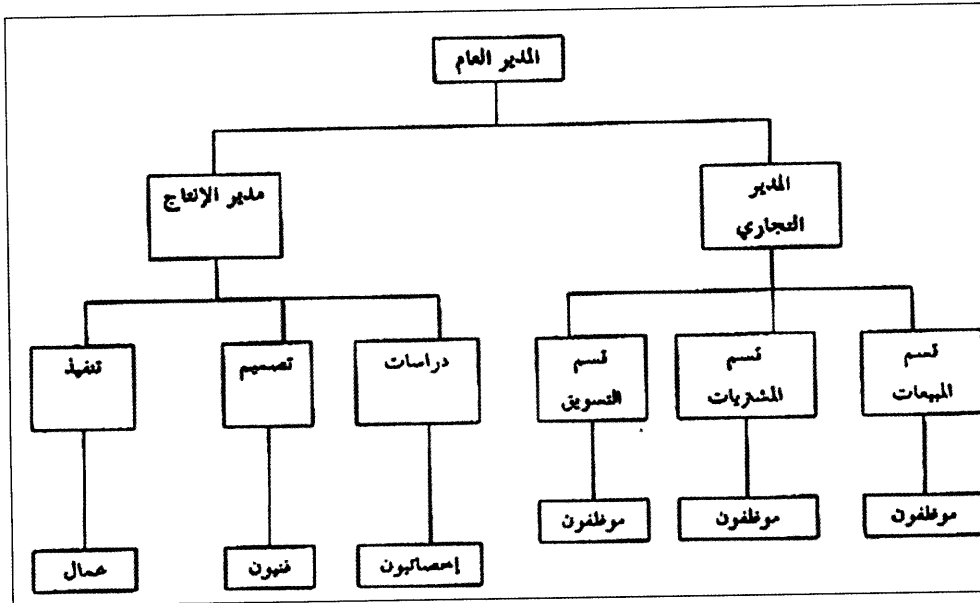 المدير العام
المدير
التجاري
مدير الإنتاج
قسم
المبيعات
قسم
المشتريات
قسم
التسويق
دراسات
تصميم
تنفيذ
موظفون
موظفون
موظفون
إحصائيون
فنيون
عمال